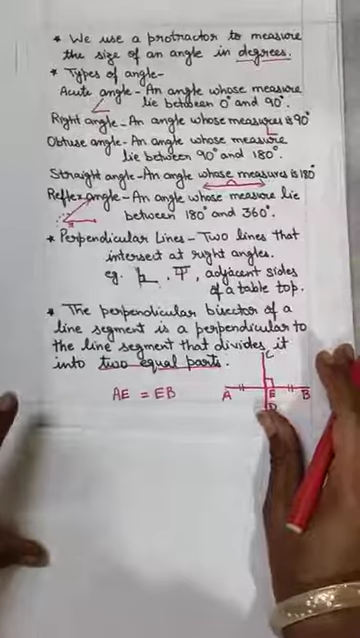 * We use a protractor to measure
the size of an angle in degrees.
* Types of angle-
Acute angle - An angle whose measure
lie between 0° and 90°.
Right angle - An angle whose measures is 90°
Obtuse angle - An angle whose measure
lie between 90° and 180°.
Straight angle - An angle whose measures is 180°
Reflex angle - An angle whose measure lie
between 180° and 360°.
* Perpendicular Lines - Two lines that
intersect at right angles.
eg. , , adjacent sides
of a table top.
* The perpendicular bisector of a
line segment is a perpendicular to
the line segment that divides it
into two equal parts.
C
AE = EB
A E B
D